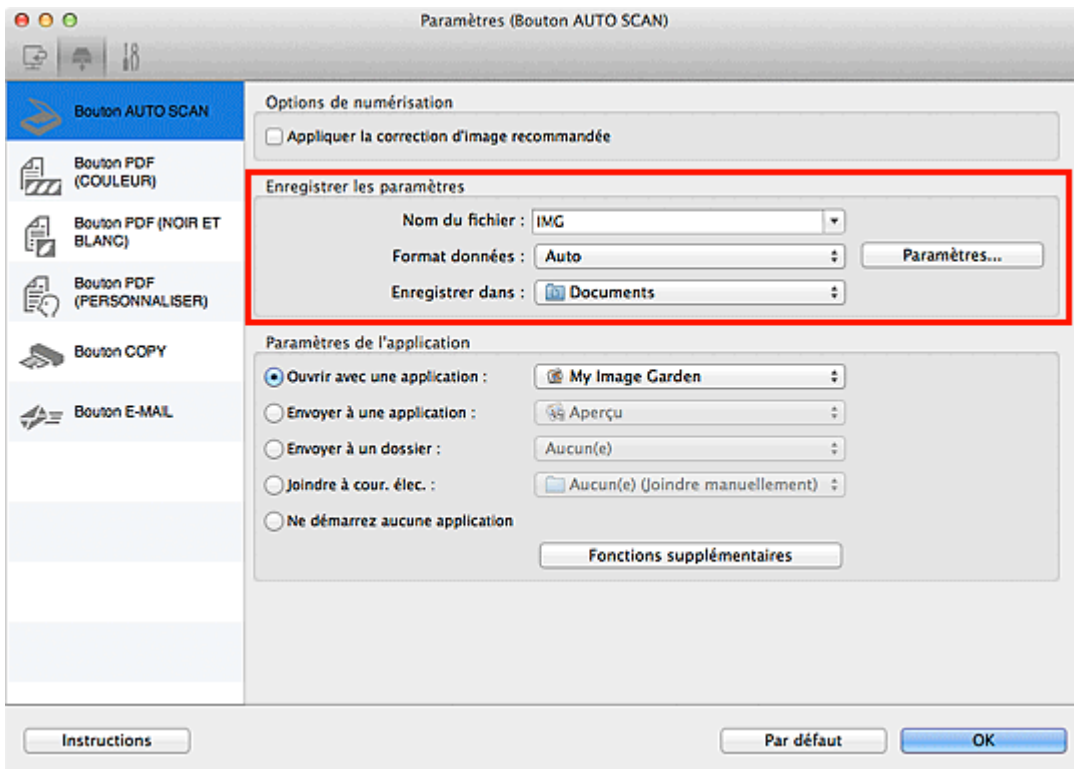 Paramètres (Bouton AUTO SCAN)
Bouton AUTO SCAN
Bouton PDF
(COULEUR)
Bouton PDF (NOIR ET
BLANC)
Bouton PDF
(PERSONNALISER)
Bouton COPY
Bouton E-MAIL
Options de numérisation
Appliquer la correction d'image recommandée
Enregistrer les paramètres
Nom du fichier : IMG
Format données : Auto Paramètres...
Enregistrer dans : Documents
Paramètres de l'application
Ouvrir avec une application : My Image Garden
Envoyer à une application : Aperçu
Envoyer à un dossier : Aucun(e)
Joindre à cour. élec. : Aucun(e) (Joindre manuellement)
Ne démarrez aucune application
Fonctions supplémentaires
Instructions Par défaut OK